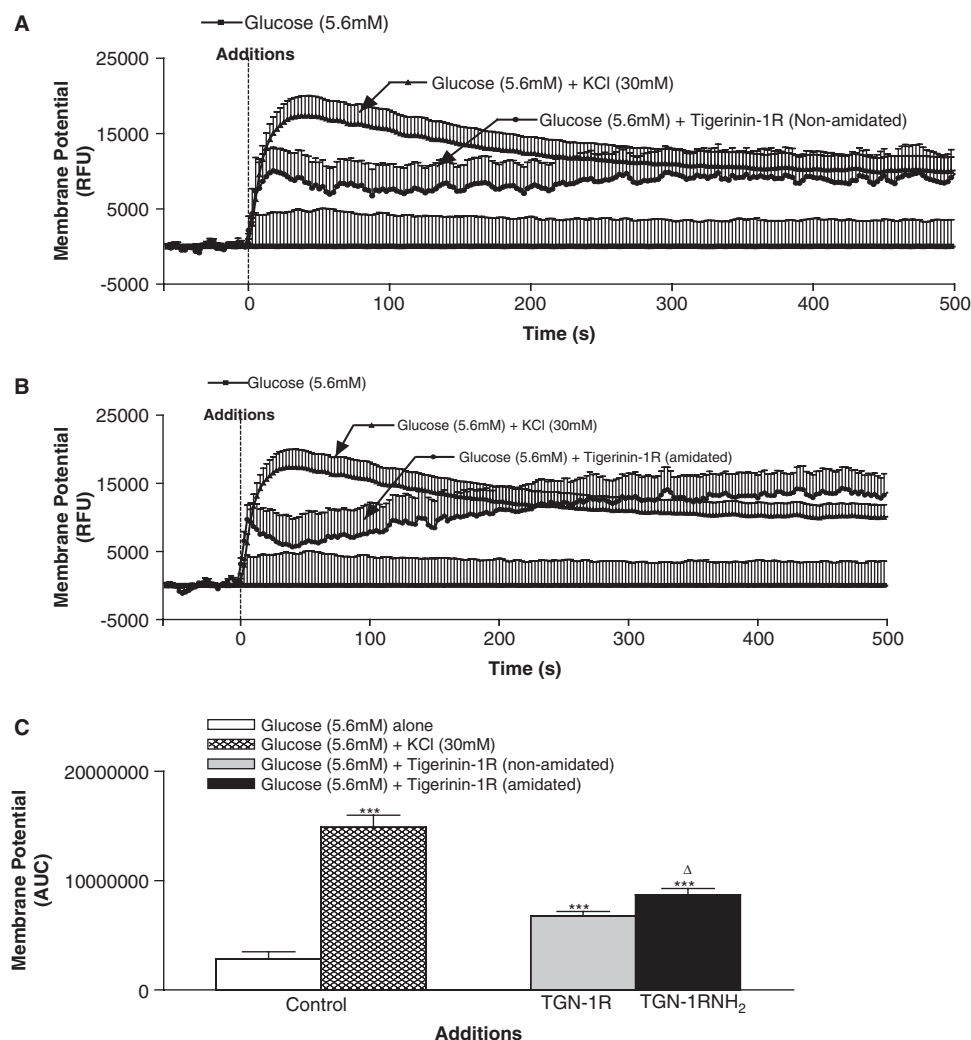 A
Glucose (5.6mM)
Additions
25000
15000
5000
-5000
Membrane Potential
(RFU)
Glucose (5.6mM) + KCl (30mM)
Glucose (5.6mM) + Tigerinin-1R (Non-amidated)
0 100 200 300 400 500
Time (s)
B
Glucose (5.6mM)
Additions
25000
15000
5000
-5000
Membrane Potential
(RFU)
Glucose (5.6mM) + KCl (30mM)
Glucose (5.6mM) + Tigerinin-1R (amidated)
0 100 200 300 400 500
Time (s)
C
Glucose (5.6mM) alone
Glucose (5.6mM) + KCl (30mM)
Glucose (5.6mM) + Tigerinin-1R (non-amidated)
Glucose (5.6mM) + Tigerinin-1R (amidated)
20000000
10000000
0
Membrane Potential
(AUC)
***
***
Δ
***
Control TGN-1R TGN-1RNH₂
Additions